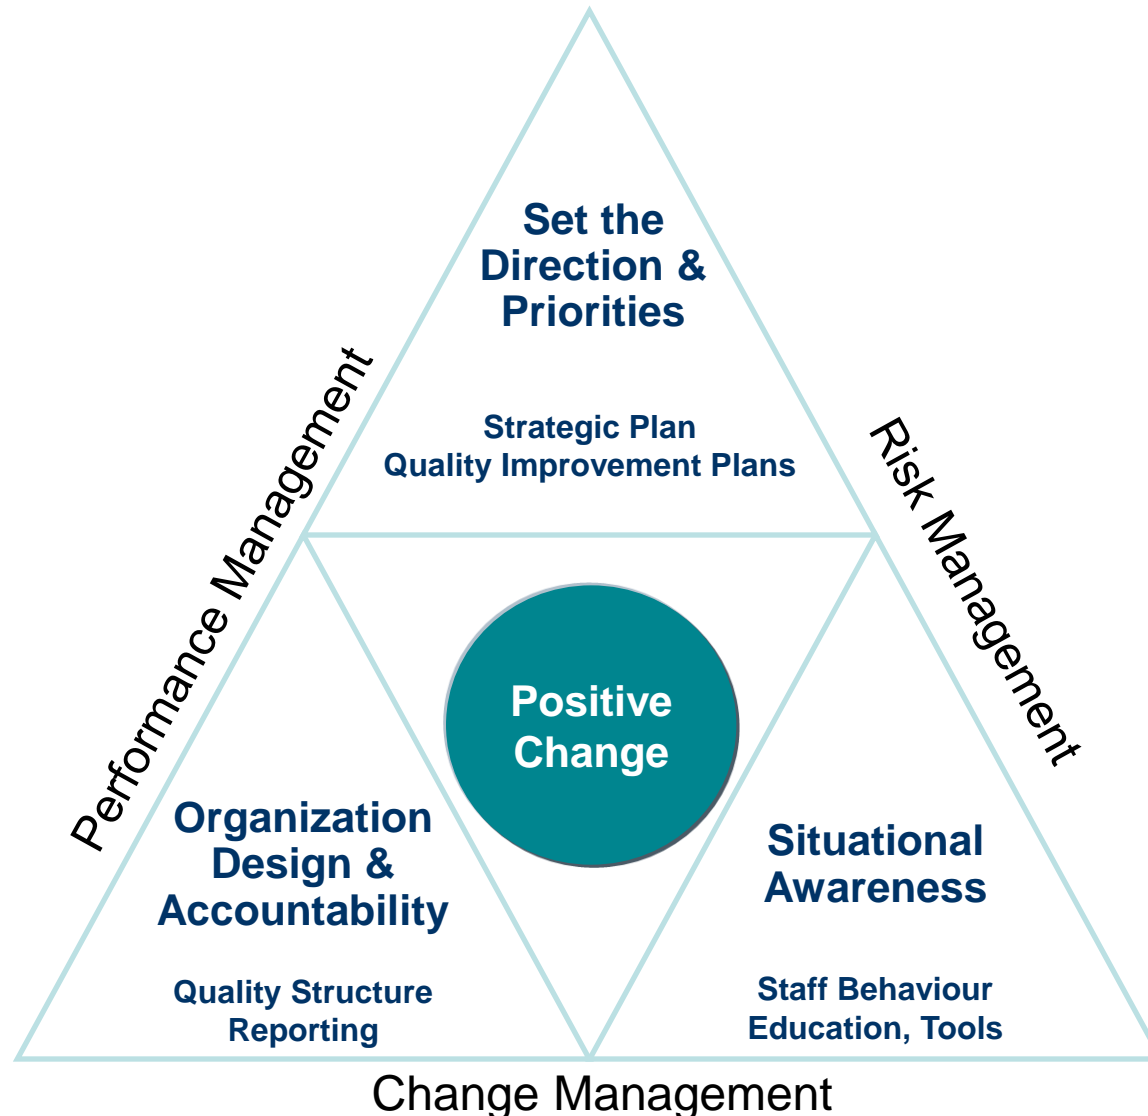 Set the
Direction &
Priorities
Strategic Plan
Quality Improvement Plans
Performance Management
Risk Management
Positive
Change
Organization
Design &
Accountability
Quality Structure
Reporting
Situational
Awareness
Staff Behaviour
Education, Tools
Change Management